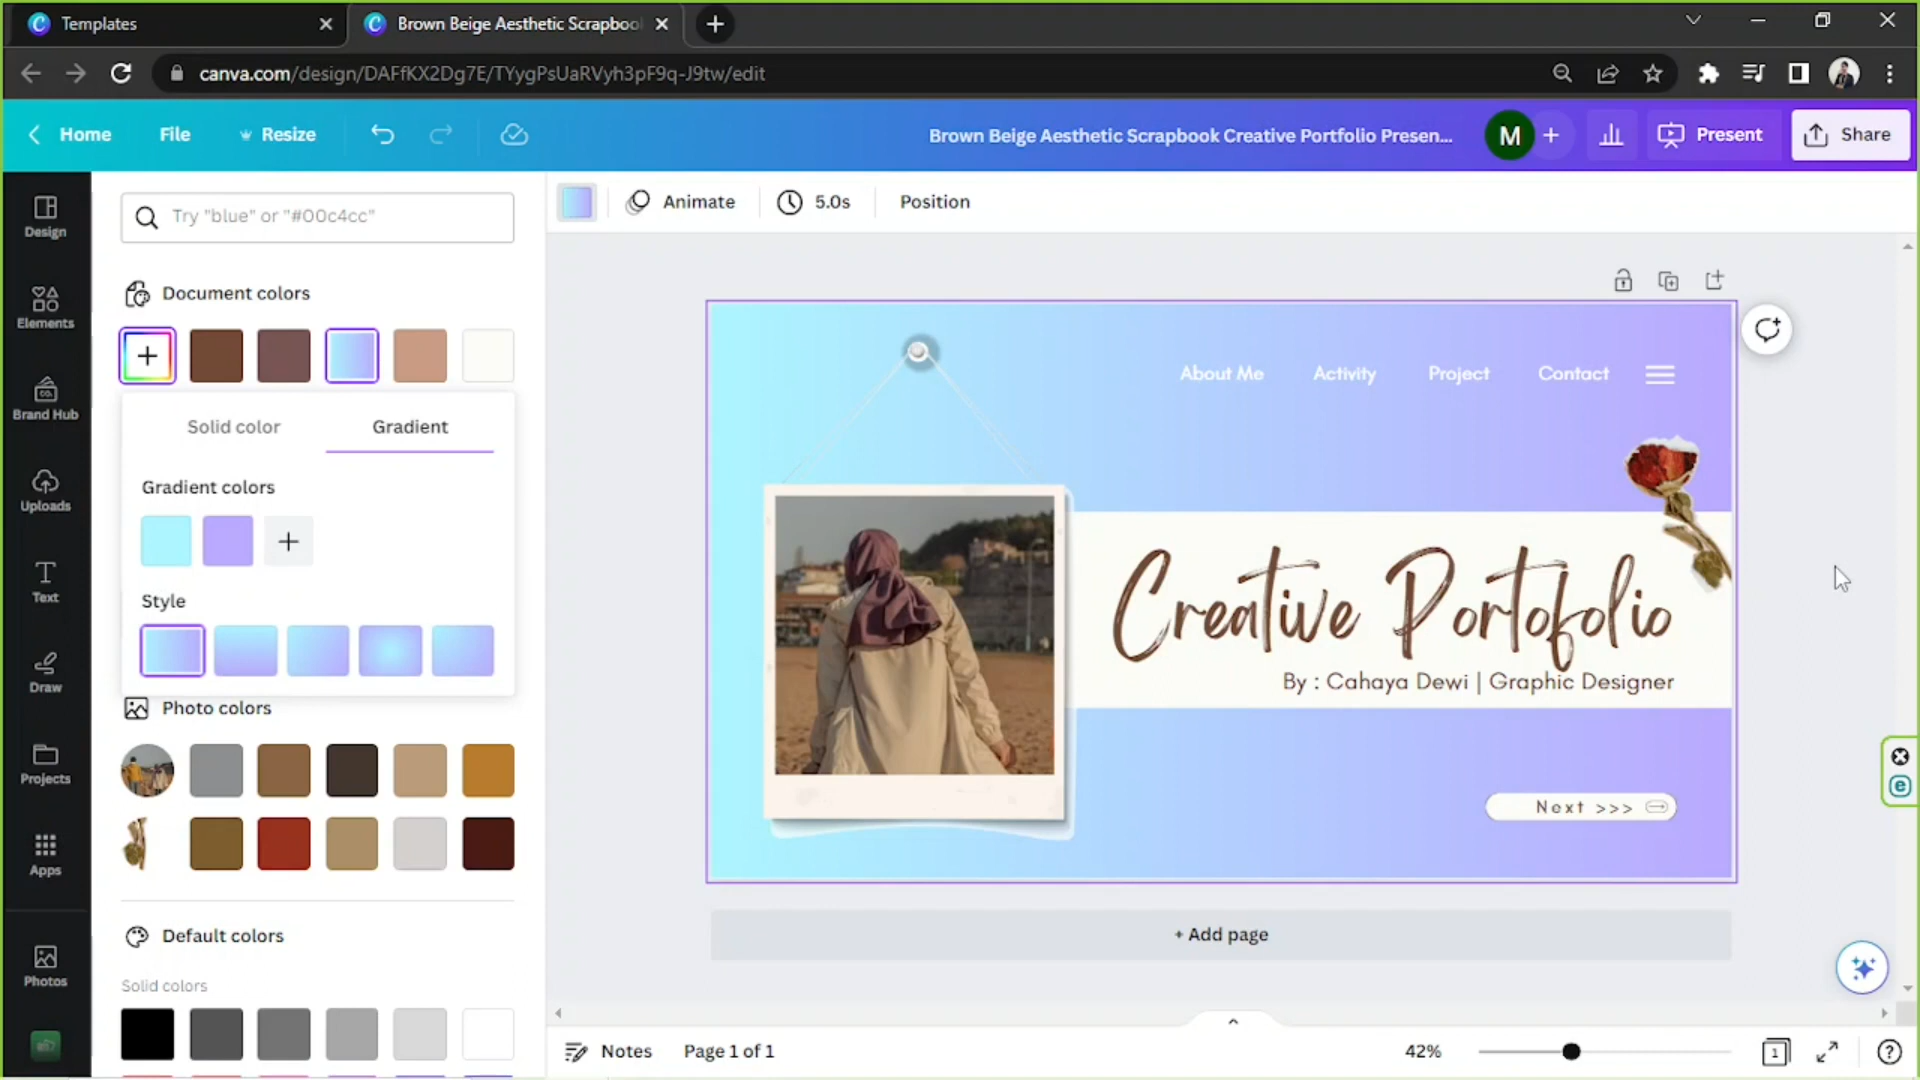 Templates
Brown Beige Aesthetic Scrapboo
canva.com/design/DAFfKX2Dg7E/TYygPsUaRVyh3pF9q-J9tw/edit
Home
File
Resize
Brown Beige Aesthetic Scrapbook Creative Portfolio Presen...
M
Present
Share
Design
Elements
Brand Hub
Uploads
Text
Draw
Projects
Apps
Photos
Try "blue" or "#00c4cc"
Document colors
Solid color
Gradient
Gradient colors
Style
Photo colors
Default colors
Solid colors
Animate
5.0s
Position
About Me
Activity
Project
Contact
Creative Portofolio
By : Cahaya Dewi | Graphic Designer
Next >>>
+ Add page
Notes
Page 1 of 1
42%
1